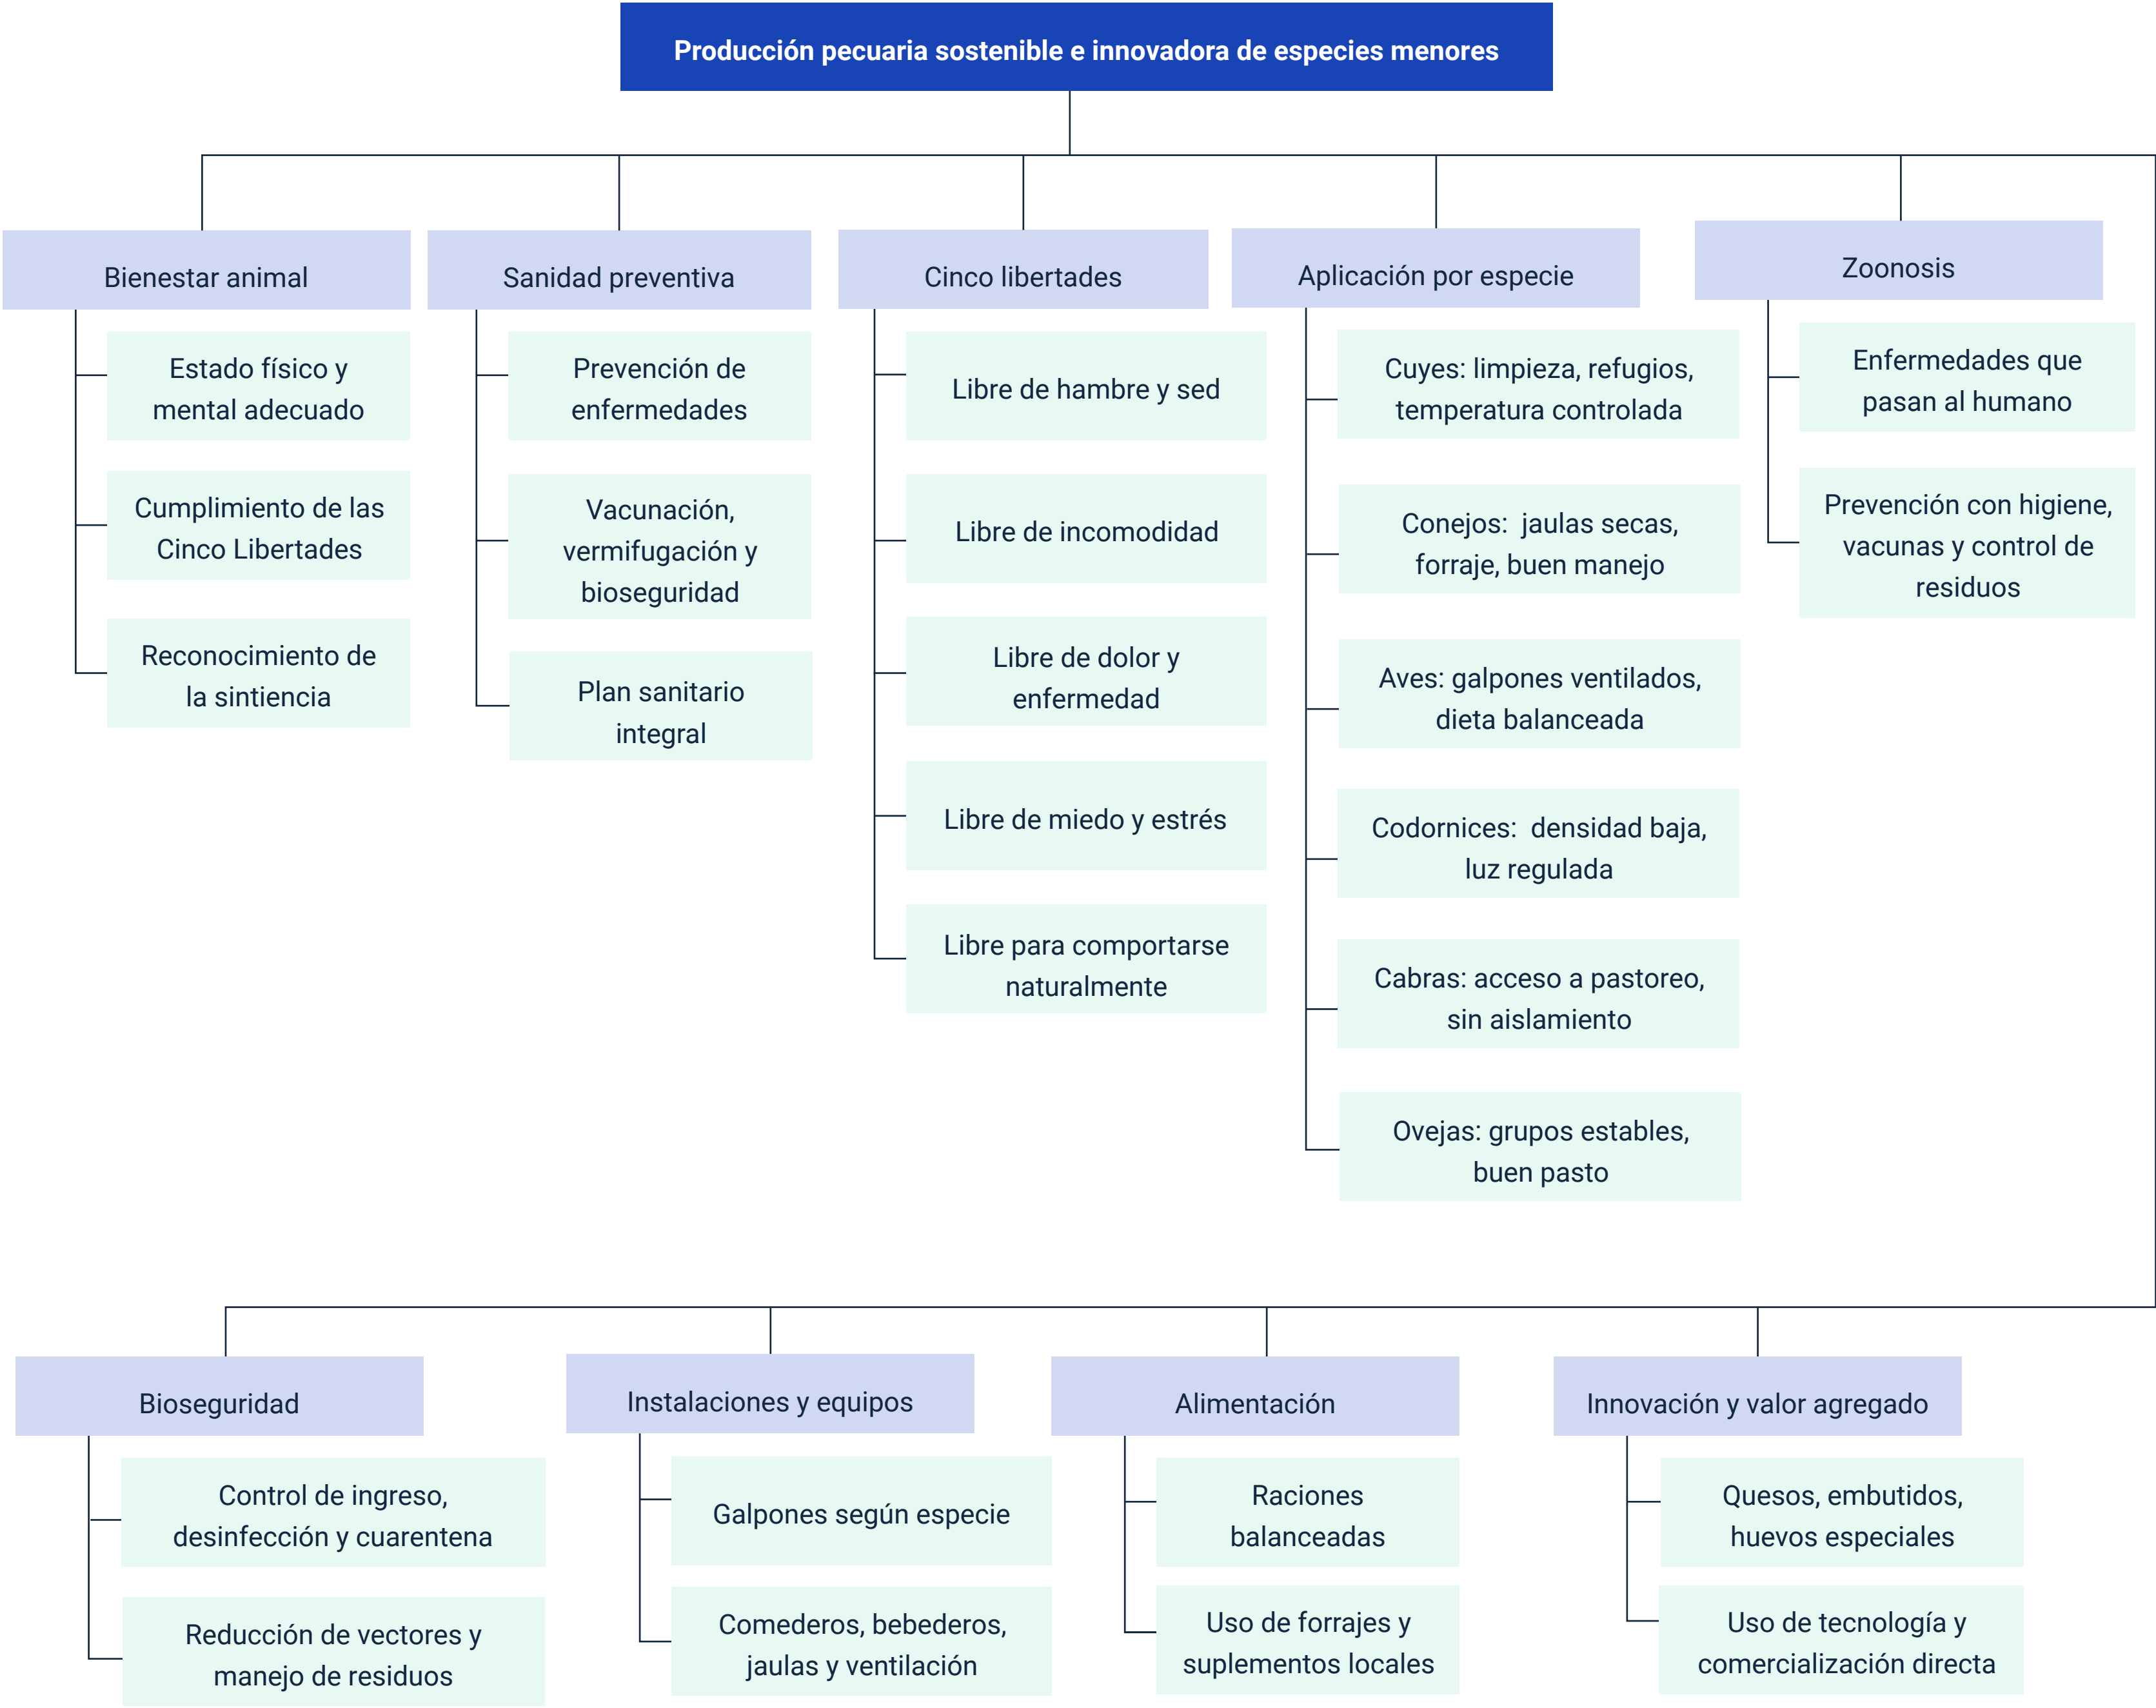 Producción pecuaria sostenible e innovadora de especies menores
Bienestar animal
Estado físico y
mental adecuado
Cumplimiento de las
Cinco Libertades
Reconocimiento de
la sintiencia
Sanidad preventiva
Prevención de
enfermedades
Vacunación,
vermifugación y
bioseguridad
Plan sanitario
integral
Cinco libertades
Libre de hambre y sed
Libre de incomodidad
Libre de dolor y
enfermedad
Libre de miedo y estrés
Libre para comportarse
naturalmente
Aplicación por especie
Cuyes: limpieza, refugios,
temperatura controlada
Conejos:  jaulas secas,
forraje, buen manejo
Aves: galpones ventilados,
dieta balanceada
Codornices:  densidad baja,
luz regulada
Cabras: acceso a pastoreo,
sin aislamiento
Ovejas: grupos estables,
buen pasto
Zoonosis
Enfermedades que
pasan al humano
Prevención con higiene,
vacunas y control de
residuos
Bioseguridad
Control de ingreso,
desinfección y cuarentena
Reducción de vectores y
manejo de residuos
Instalaciones y equipos
Galpones según especie
Comederos, bebederos,
jaulas y ventilación
Alimentación
Raciones
balanceadas
Uso de forrajes y
suplementos locales
Innovación y valor agregado
Quesos, embutidos,
huevos especiales
Uso de tecnología y
comercialización directa